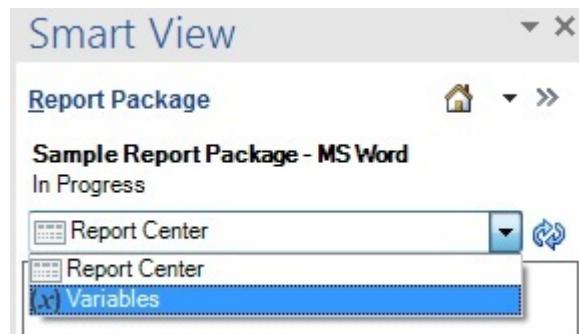 Smart View
Report Package
Sample Report Package - MS Word
In Progress
Report Center
Report Center
(x) Variables